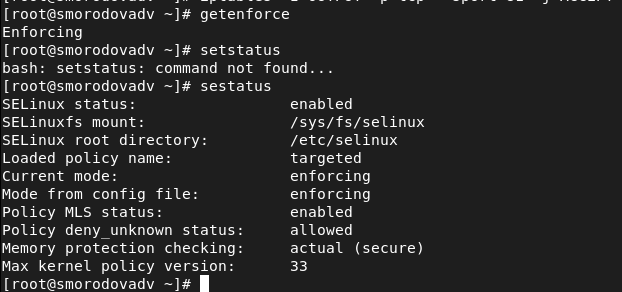 [root@smorodovadv ~]# getenforce
Enforcing
[root@smorodovadv ~]# setstatus
bash: setstatus: command not found...
[root@smorodovadv ~]# sestatus
SELinux status:                 enabled
SELinuxfs mount:                /sys/fs/selinux
SELinux root directory:         /etc/selinux
Loaded policy name:             targeted
Current mode:                   enforcing
Mode from config file:          enforcing
Policy MLS status:              enabled
Policy deny_unknown status:     allowed
Memory protection checking:     actual (secure)
Max kernel policy version:      33
[root@smorodovadv ~]#